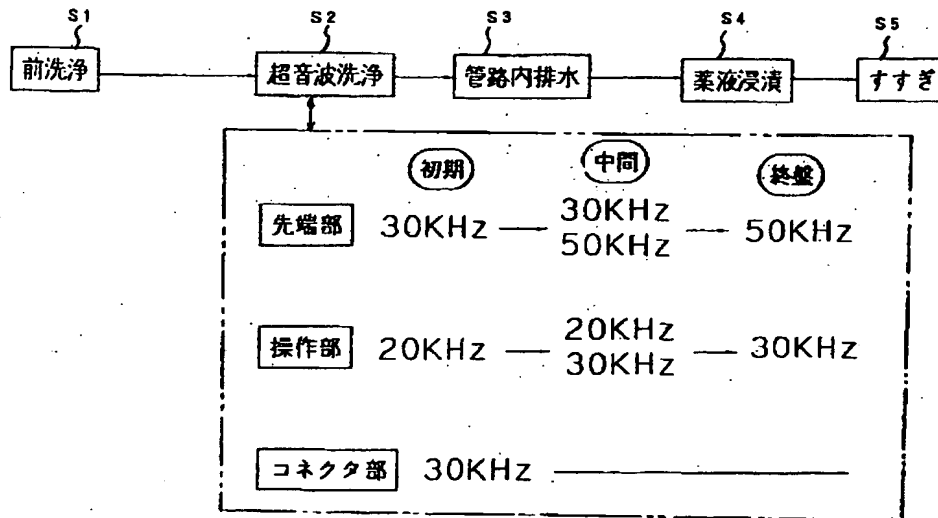 S1 S2 S3 S4 S5
前洗浄 超音波洗浄 管路内排水 薬液浸漬 すすぎ
初期 中間 終盤
先端部 30KHz 30KHz 50KHz 50KHz
操作部 20KHz 20KHz 30KHz 30KHz
コネクタ部 30KHz